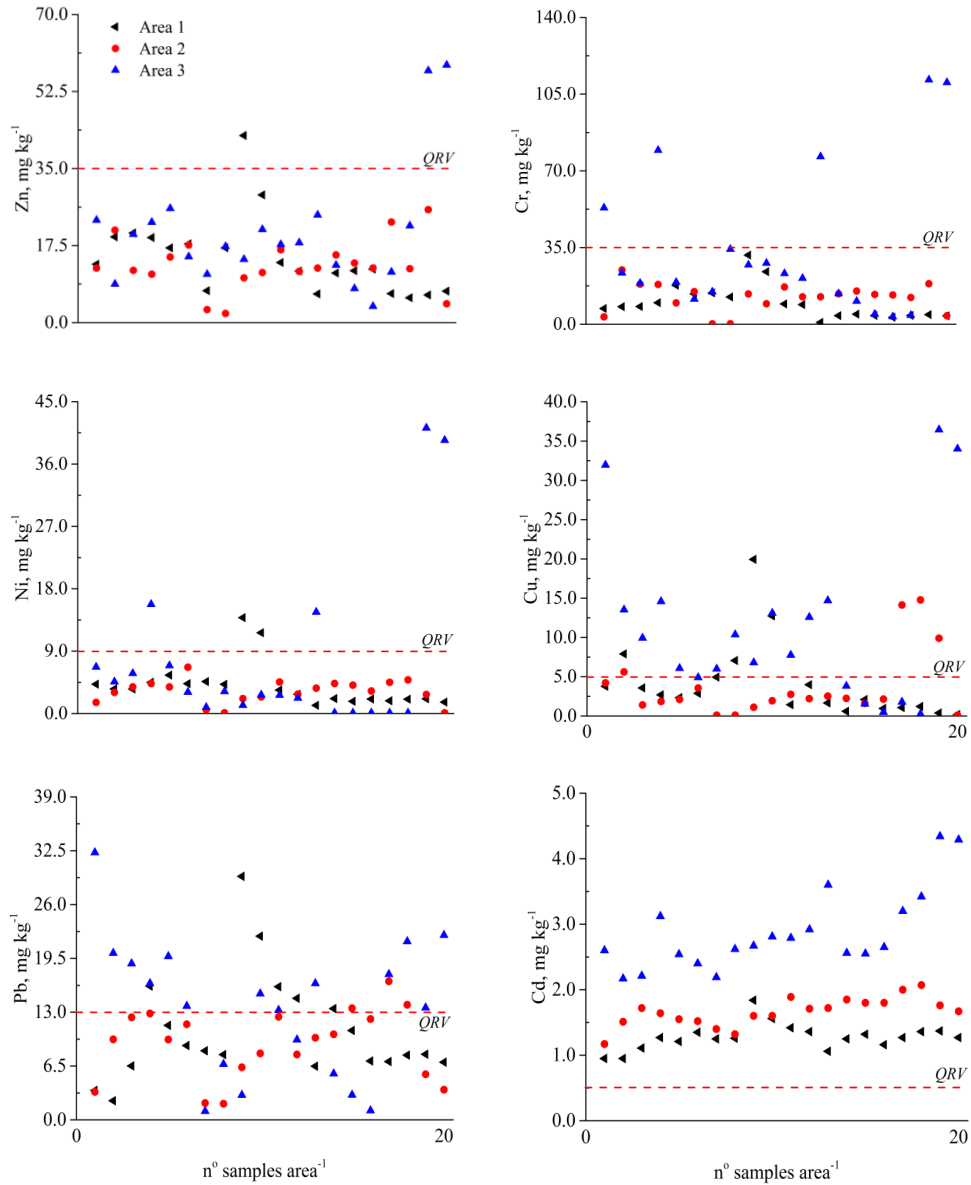 70.0
52.5
35.0
17.5
0.0
Zn, mg kg⁻¹
Area 1
Area 2
Area 3
QRV
140.0
105.0
70.0
35.0
0.0
Cr, mg kg⁻¹
QRV
45.0
36.0
27.0
18.0
9.0
0.0
Ni, mg kg⁻¹
QRV
40.0
35.0
30.0
25.0
20.0
15.0
10.0
5.0
0.0
Cu, mg kg⁻¹
QRV
0
20
39.0
32.5
26.0
19.5
13.0
6.5
0.0
Pb, mg kg⁻¹
QRV
0
20
nº samples area⁻¹
5.0
4.0
3.0
2.0
1.0
0.0
Cd, mg kg⁻¹
QRV
0
20
nº samples area⁻¹